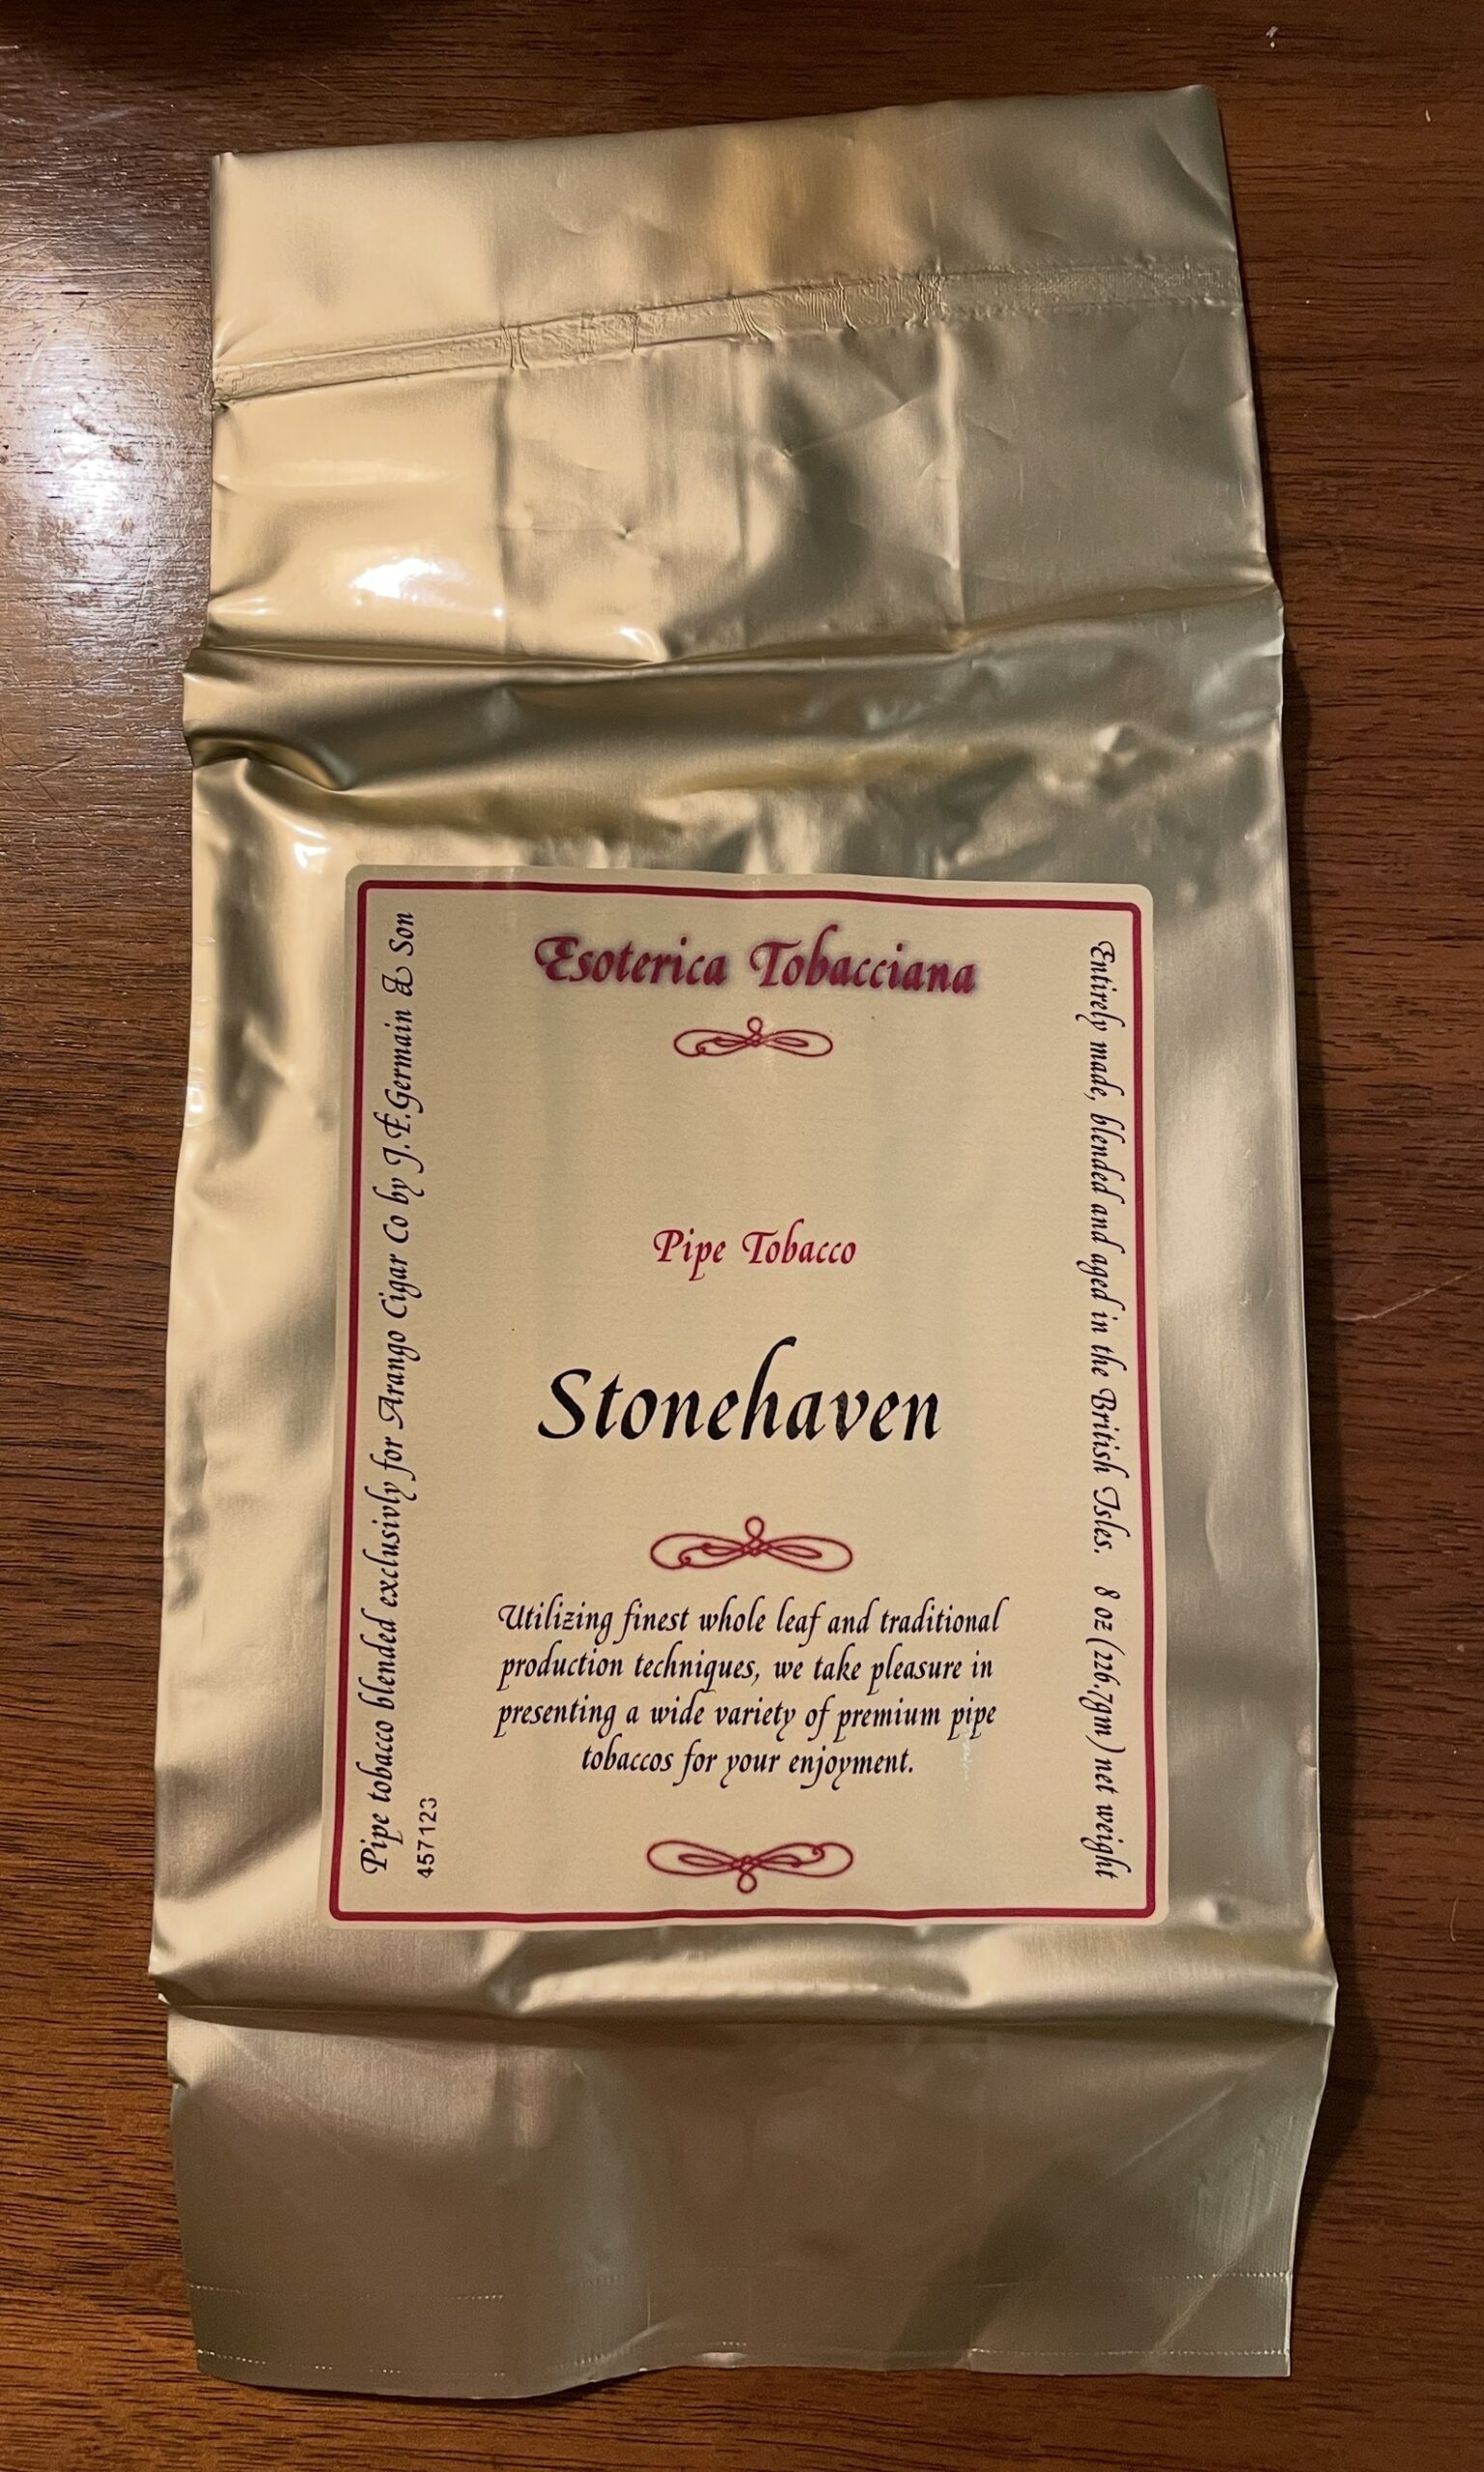 Esoterica Tobacciana
Pipe Tobacco
Stonehaven
Utilizing finest whole leaf and traditional
production techniques, we take pleasure in
presenting a wide variety of premium pipe
tobaccos for your enjoyment.
Pipe tobacco blended exclusivly for Arango Cigar Co by J.F.Germain & Son
457123
Entirely made, blended and aged in the British Isles. 8 oz (226,7gm) net weight